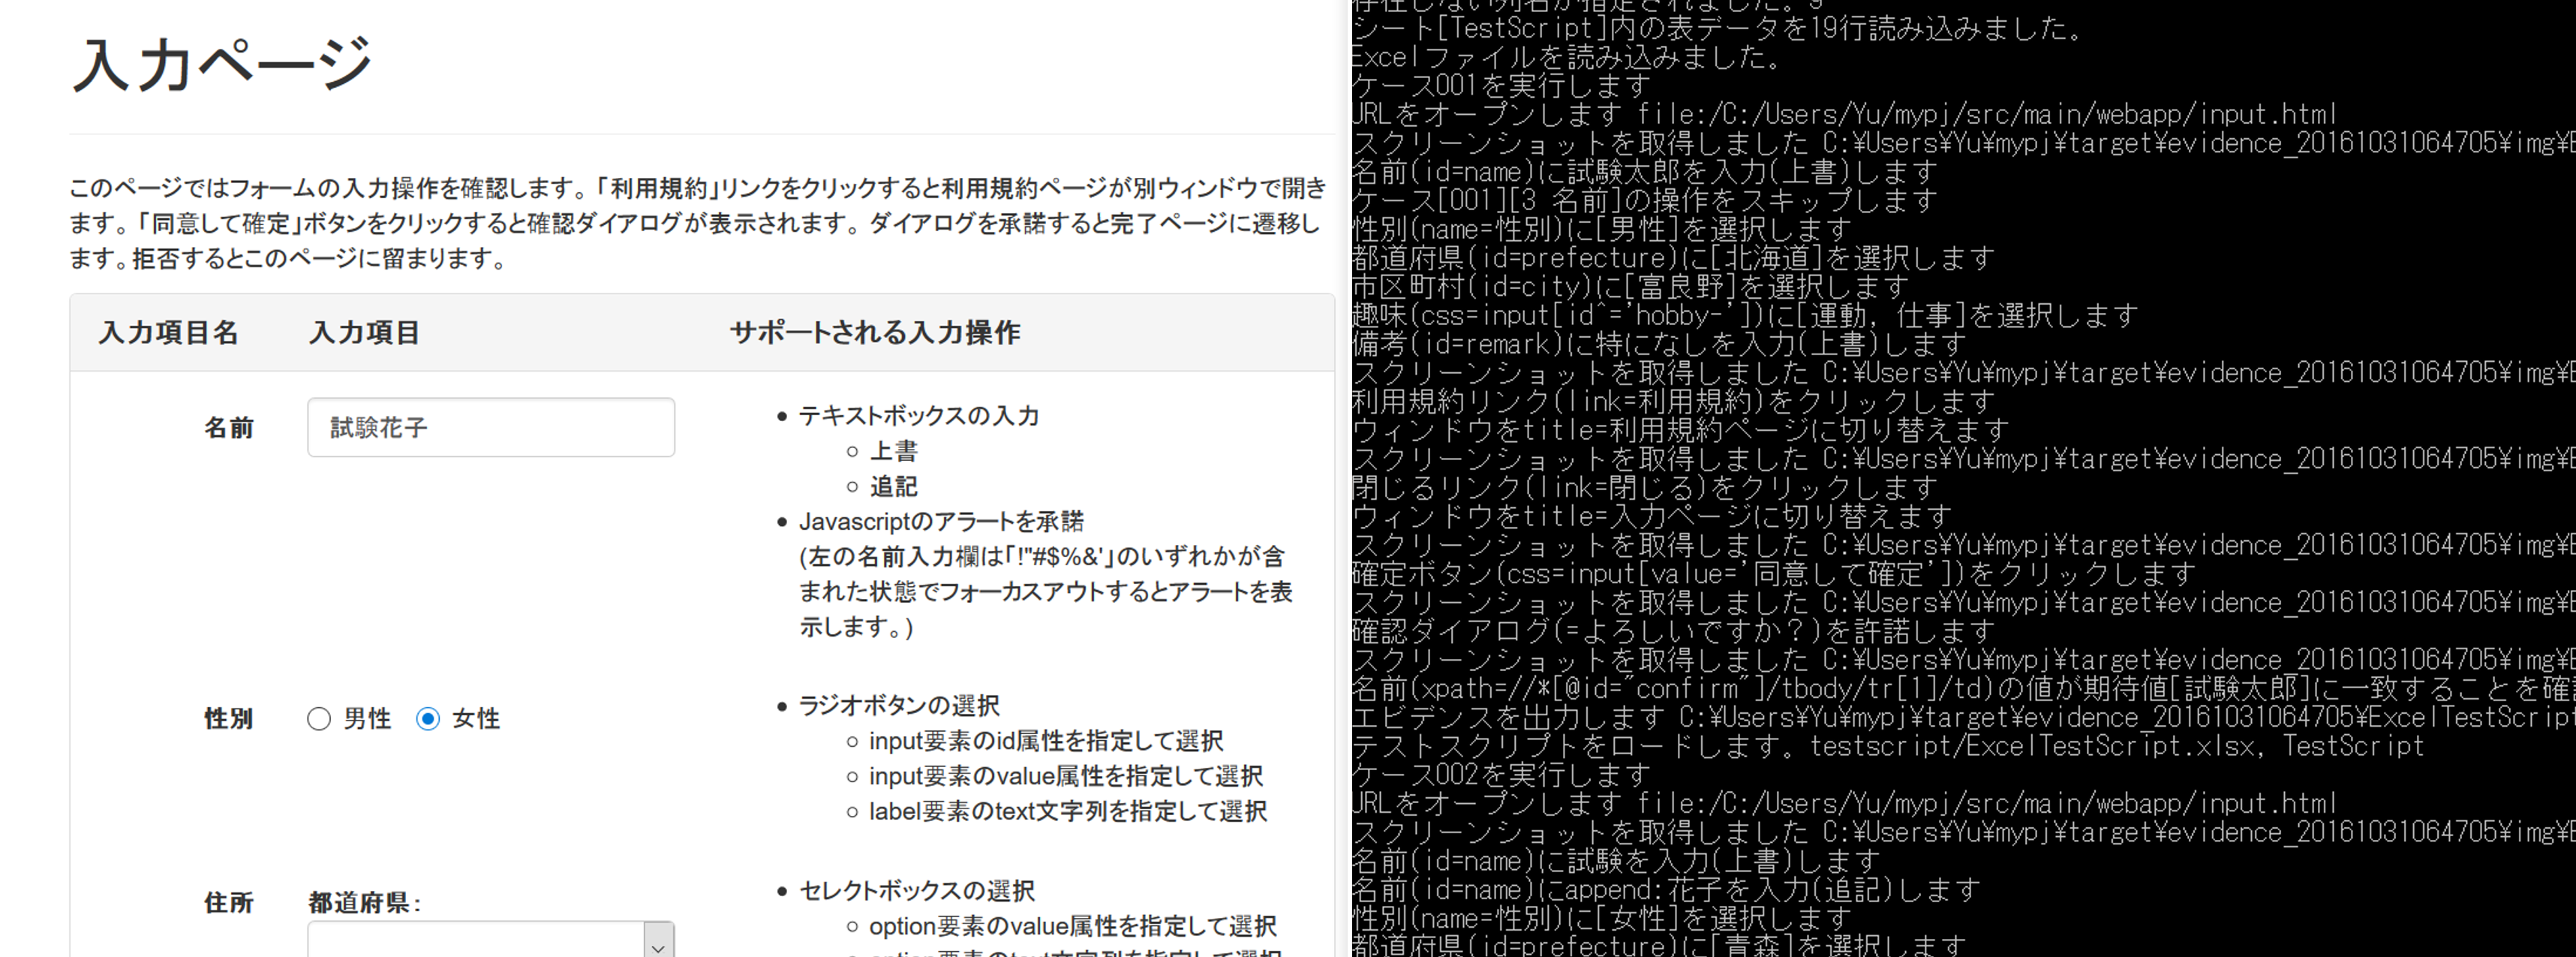 入力ページ
このページではフォームの入力操作を確認します。「利用規約」リンクをクリックすると利用規約ページが別ウィンドウで開き
ます。「同意して確定」ボタンをクリックすると確認ダイアログが表示されます。ダイアログを承諾すると完了ページに遷移し
ます。拒否するとこのページに留まります。
入力項目名 入力項目 サポートされる入力操作
名前 試験花子
テキストボックスの入力
上書
追記
Javascriptのアラートを承諾
(左の名前入力欄は「!"#$%&'」のいずれかが含
まれた状態でフォーカスアウトするとアラートを表
示します。)
性別 男性 女性
ラジオボタンの選択
input要素のid属性を指定して選択
input要素のvalue属性を指定して選択
label要素のtext文字列を指定して選択
住所 都道府県:
セレクトボックスの選択
option要素のvalue属性を指定して選択
option要素のtext文字列を指定して選択
存在しない列名が指定されました。9
シート[TestScript]内の表データを19行読み込みました。
Excelファイルを読み込みました。
ケース001を実行します
URLをオープンします file:/C:/Users/Yu/mypj/src/main/webapp/input.html
スクリーンショットを取得しました C:¥Users¥Yu¥mypj¥target¥evidence_20161031064705¥img¥E
名前(id=name)に試験太郎を入力(上書)します
ケース[001][3 名前]の操作をスキップします
性別(name=性別)に[男性]を選択します
都道府県(id=prefecture)に[北海道]を選択します
市区町村(id=city)に[富良野]を選択します
趣味(css=input[id^='hobby-'])に[運動, 仕事]を選択します
備考(id=remark)に特になしを入力(上書)します
スクリーンショットを取得しました C:¥Users¥Yu¥mypj¥target¥evidence_20161031064705¥img¥E
利用規約リンク(link=利用規約)をクリックします
ウィンドウをtitle=利用規約ページに切り替えます
スクリーンショットを取得しました C:¥Users¥Yu¥mypj¥target¥evidence_20161031064705¥img¥E
閉じるリンク(link=閉じる)をクリックします
ウィンドウをtitle=入力ページに切り替えます
スクリーンショットを取得しました C:¥Users¥Yu¥mypj¥target¥evidence_20161031064705¥img¥E
確定ボタン(css=input[value='同意して確定'])をクリックします
スクリーンショットを取得しました C:¥Users¥Yu¥mypj¥target¥evidence_20161031064705¥img¥E
確認ダイアログ(=よろしいですか？)を許諾します
スクリーンショットを取得しました C:¥Users¥Yu¥mypj¥target¥evidence_20161031064705¥img¥E
名前(xpath=//*[@id="confirm"]/tbody/tr[1]/td)の値が期待値[試験太郎]に一致することを確認
エビデンスを出力します C:¥Users¥Yu¥mypj¥target¥evidence_20161031064705¥ExcelTestScript
テストスクリプトをロードします。testscript/ExcelTestScript.xlsx, TestScript
ケース002を実行します
URLをオープンします file:/C:/Users/Yu/mypj/src/main/webapp/input.html
スクリーンショットを取得しました C:¥Users¥Yu¥mypj¥target¥evidence_20161031064705¥img¥E
名前(id=name)に試験を入力(上書)します
名前(id=name)にappend:花子を入力(追記)します
性別(name=性別)に[女性]を選択します
都道府県(id=prefecture)に[青森]を選択します